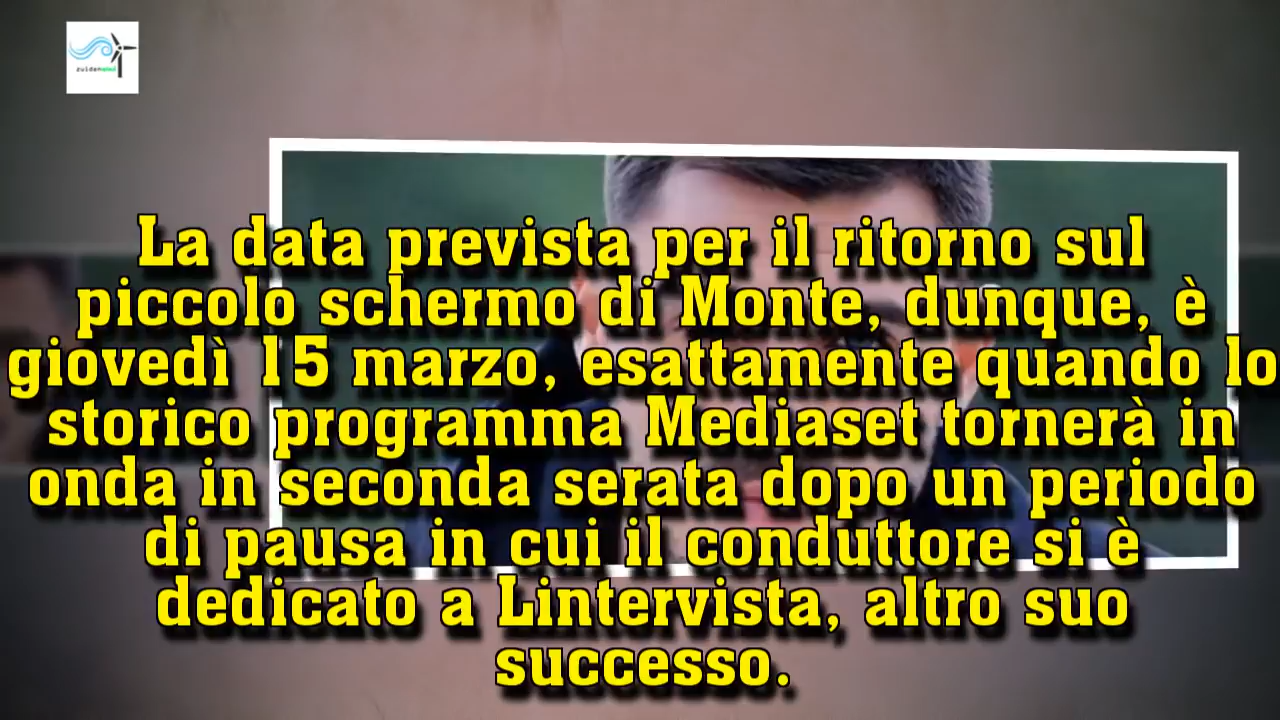 zuidenwind
La data prevista per il ritorno sul
piccolo schermo di Monte, dunque, è
giovedì 15 marzo, esattamente quando lo
storico programma Mediaset tornerà in
onda in seconda serata dopo un periodo
di pausa in cui il conduttore si è
dedicato a Lintervista, altro suo
successo.